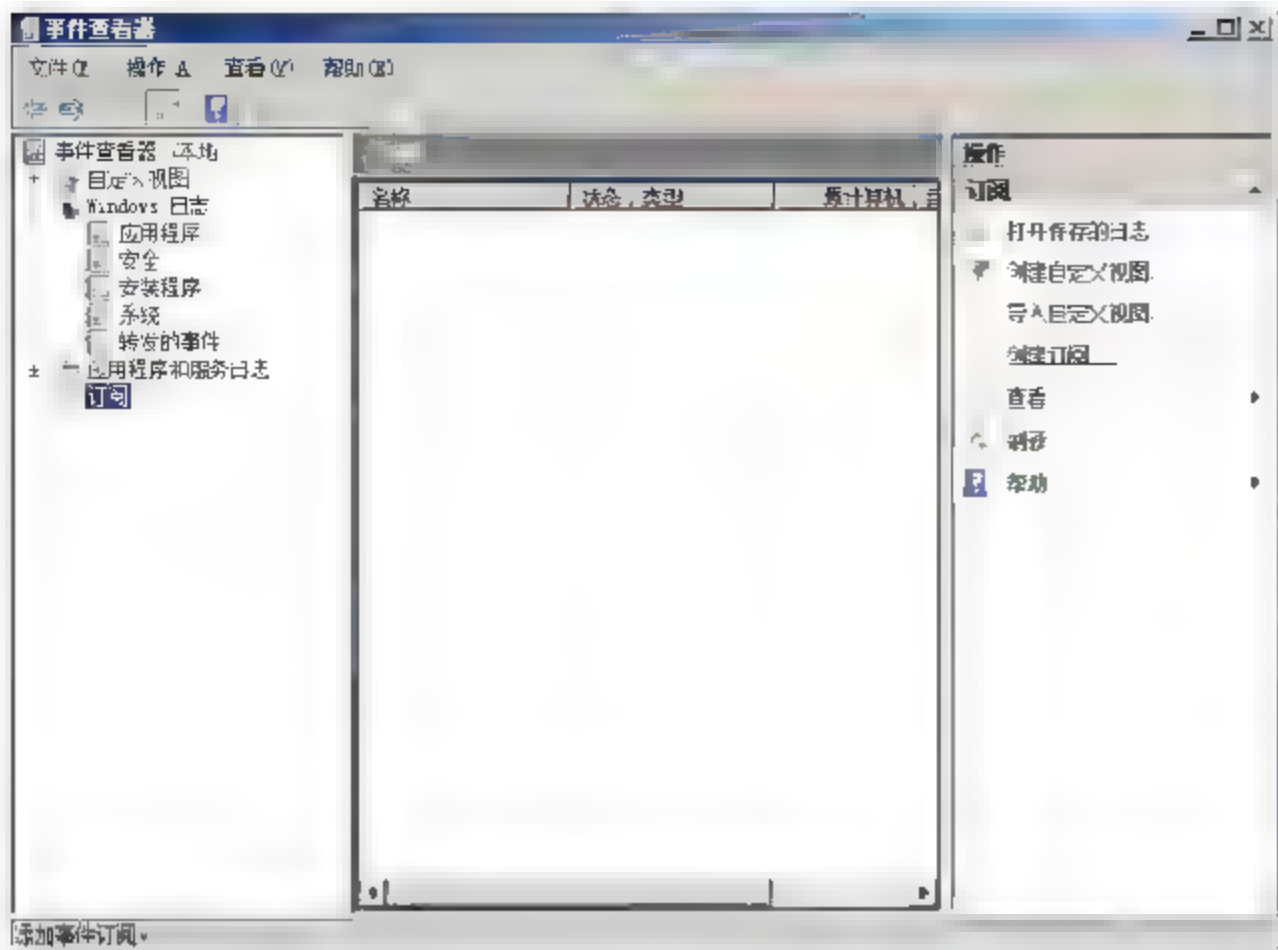 事件查看器
文件(F) 操作(A) 查看(V) 帮助(H)
事件查看器 (本地)
自定义视图
Windows 日志
应用程序
安全
安装程序
系统
转发的事件
应用程序和服务日志
订阅
名称 状态 类型 源计算机
操作
订阅
打开保存的日志
创建自定义视图
导入自定义视图
创建订阅
查看
刷新
帮助
添加事件订阅。